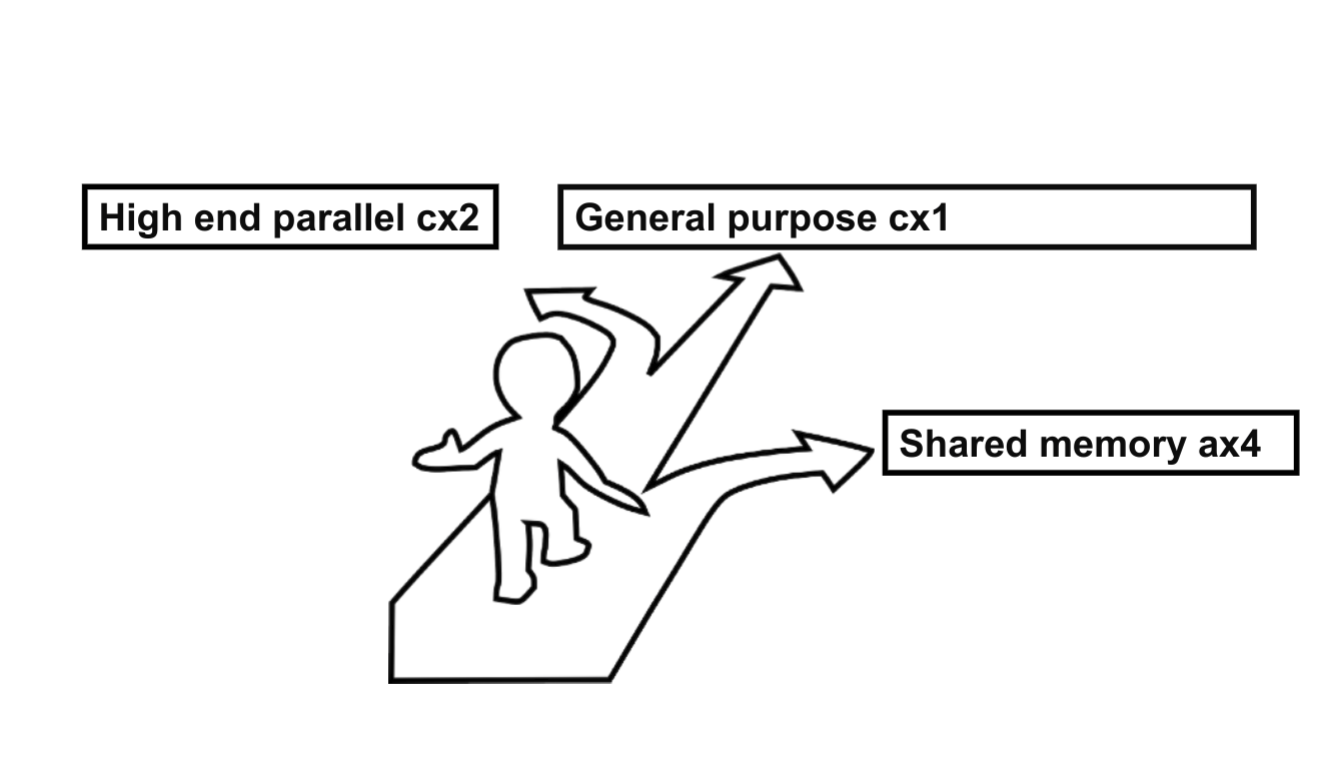 High end parallel cx2
General purpose cx1
Shared memory ax4